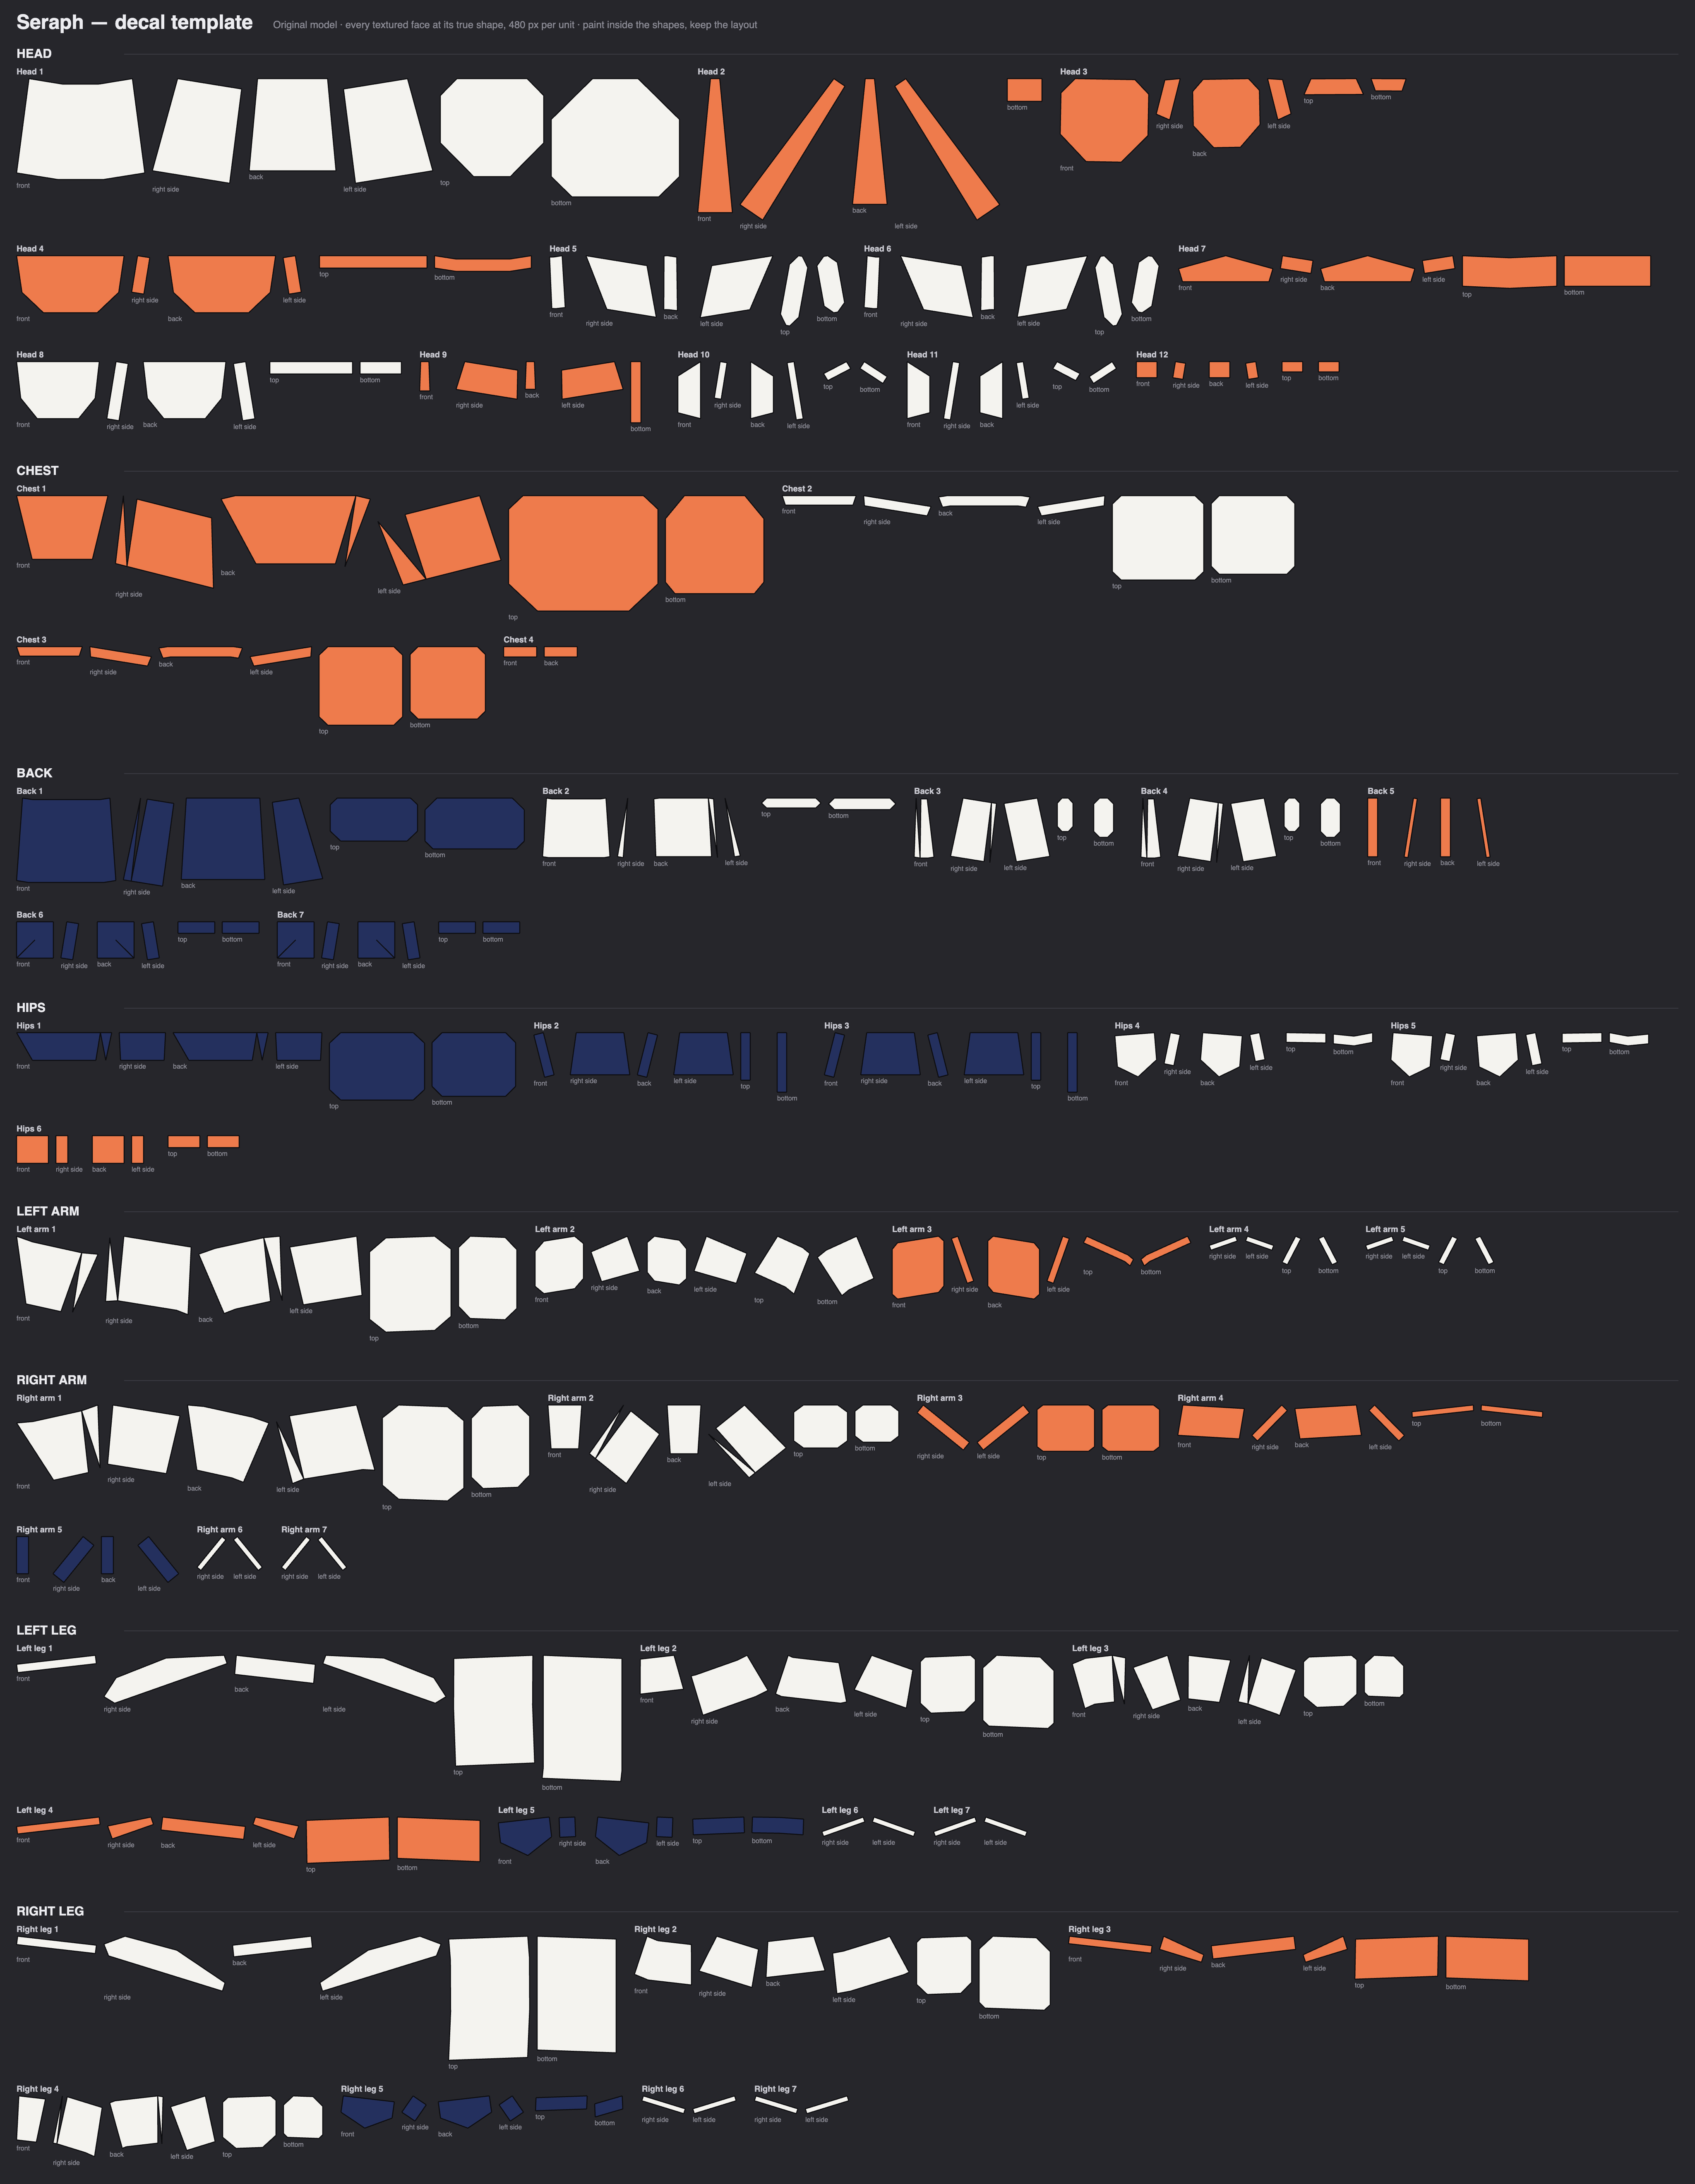 Seraph — decal template Original model · every textured face at its true shape, 480 px per unit · paint inside the shapes, keep the layout
HEAD
Head 1 Head 2 Head 3
front right side back left side top bottom front right side back left side bottom front right side back left side top bottom
Head 4 Head 5 Head 6 Head 7
front right side back left side top bottom front right side back left side top bottom front right side back left side top bottom front right side back left side top bottom
Head 8 Head 9 Head 10 Head 11 Head 12
front right side back left side top bottom front right side back left side bottom front right side back left side top bottom front right side back left side top bottom front right side back left side top bottom
CHEST
Chest 1 Chest 2
front right side back left side top bottom front right side back left side top bottom
Chest 3 Chest 4
front right side back left side top bottom front back
BACK
Back 1 Back 2 Back 3 Back 4 Back 5
front right side back left side top bottom front right side back left side top bottom front right side left side top bottom front right side left side top bottom front right side back left side
Back 6 Back 7
front right side back left side top bottom front right side back left side top bottom
HIPS
Hips 1 Hips 2 Hips 3 Hips 4 Hips 5
front right side back left side top bottom front right side back left side top bottom front right side back left side top bottom front right side back left side top bottom front right side back left side top bottom
Hips 6
front right side back left side top bottom
LEFT ARM
Left arm 1 Left arm 2 Left arm 3 Left arm 4 Left arm 5
front right side back left side top bottom front right side back left side top bottom front right side back left side top bottom right side left side top bottom right side left side top bottom
RIGHT ARM
Right arm 1 Right arm 2 Right arm 3 Right arm 4
front right side back left side top bottom front right side back left side top bottom right side left side top bottom front right side back left side top bottom
Right arm 5 Right arm 6 Right arm 7
front right side back left side right side left side right side left side
LEFT LEG
Left leg 1 Left leg 2 Left leg 3
front right side back left side top bottom front right side back left side top bottom front right side back left side top bottom
Left leg 4 Left leg 5 Left leg 6 Left leg 7
front right side back left side top bottom front right side back left side top bottom right side left side right side left side
RIGHT LEG
Right leg 1 Right leg 2 Right leg 3
front right side back left side top bottom front right side back left side top bottom front right side back left side top bottom
Right leg 4 Right leg 5 Right leg 6 Right leg 7
front right side back left side top bottom front right side back left side top bottom right side left side right side left side